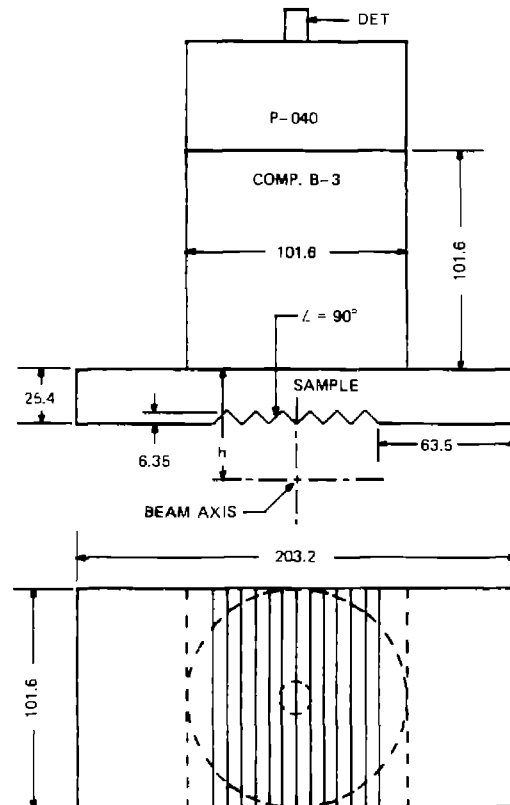 DET
P-040
COMP. B-3
101.6
101.6
∠ = 90°
25.4
SAMPLE
6.35
h
63.5
BEAM AXIS
203.2
101.6